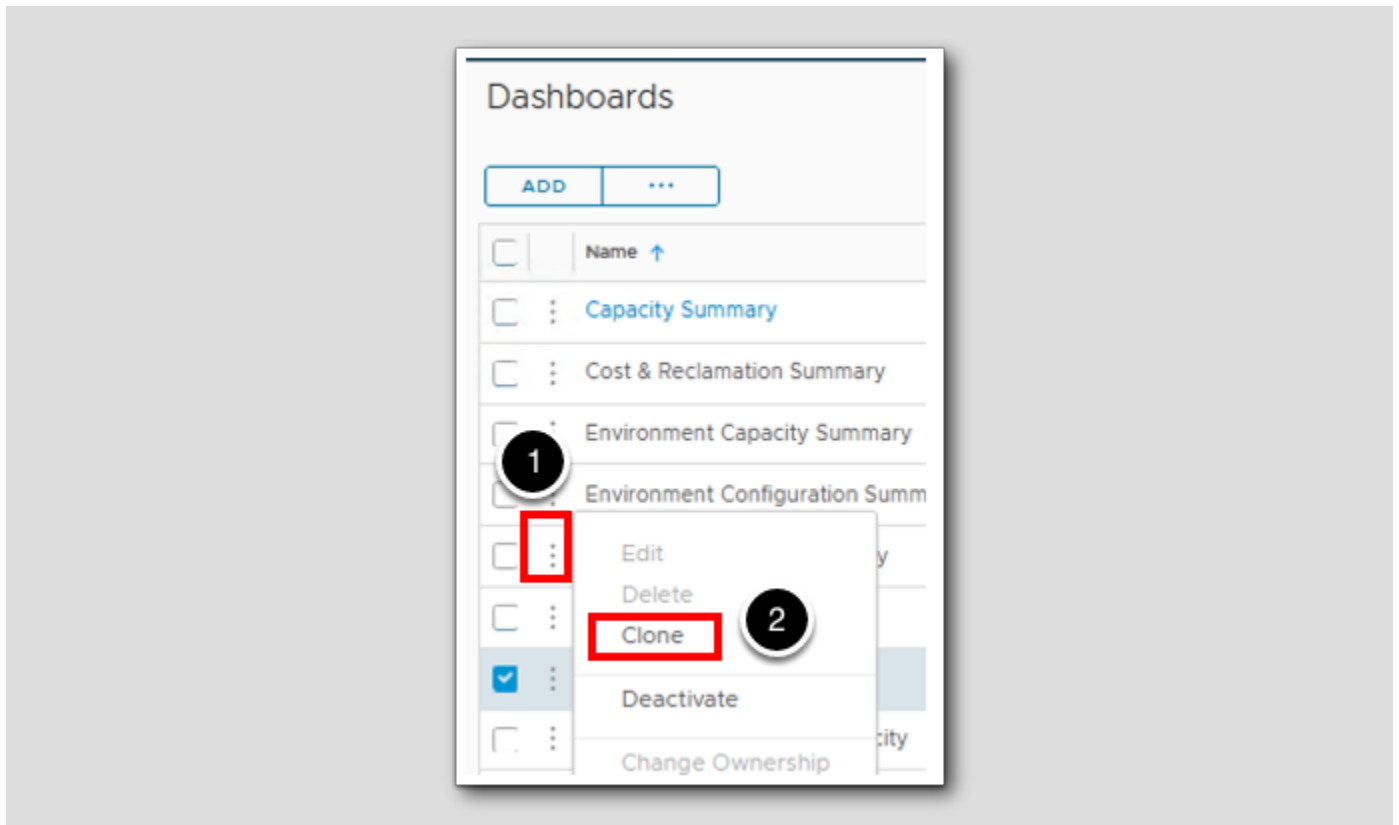 Dashboards
ADD ...
Name ↑
Capacity Summary
Cost & Reclamation Summary
Environment Capacity Summary
1
Environment Configuration Summ
Edit y
Delete
Clone 2
Deactivate
city
Change Ownership